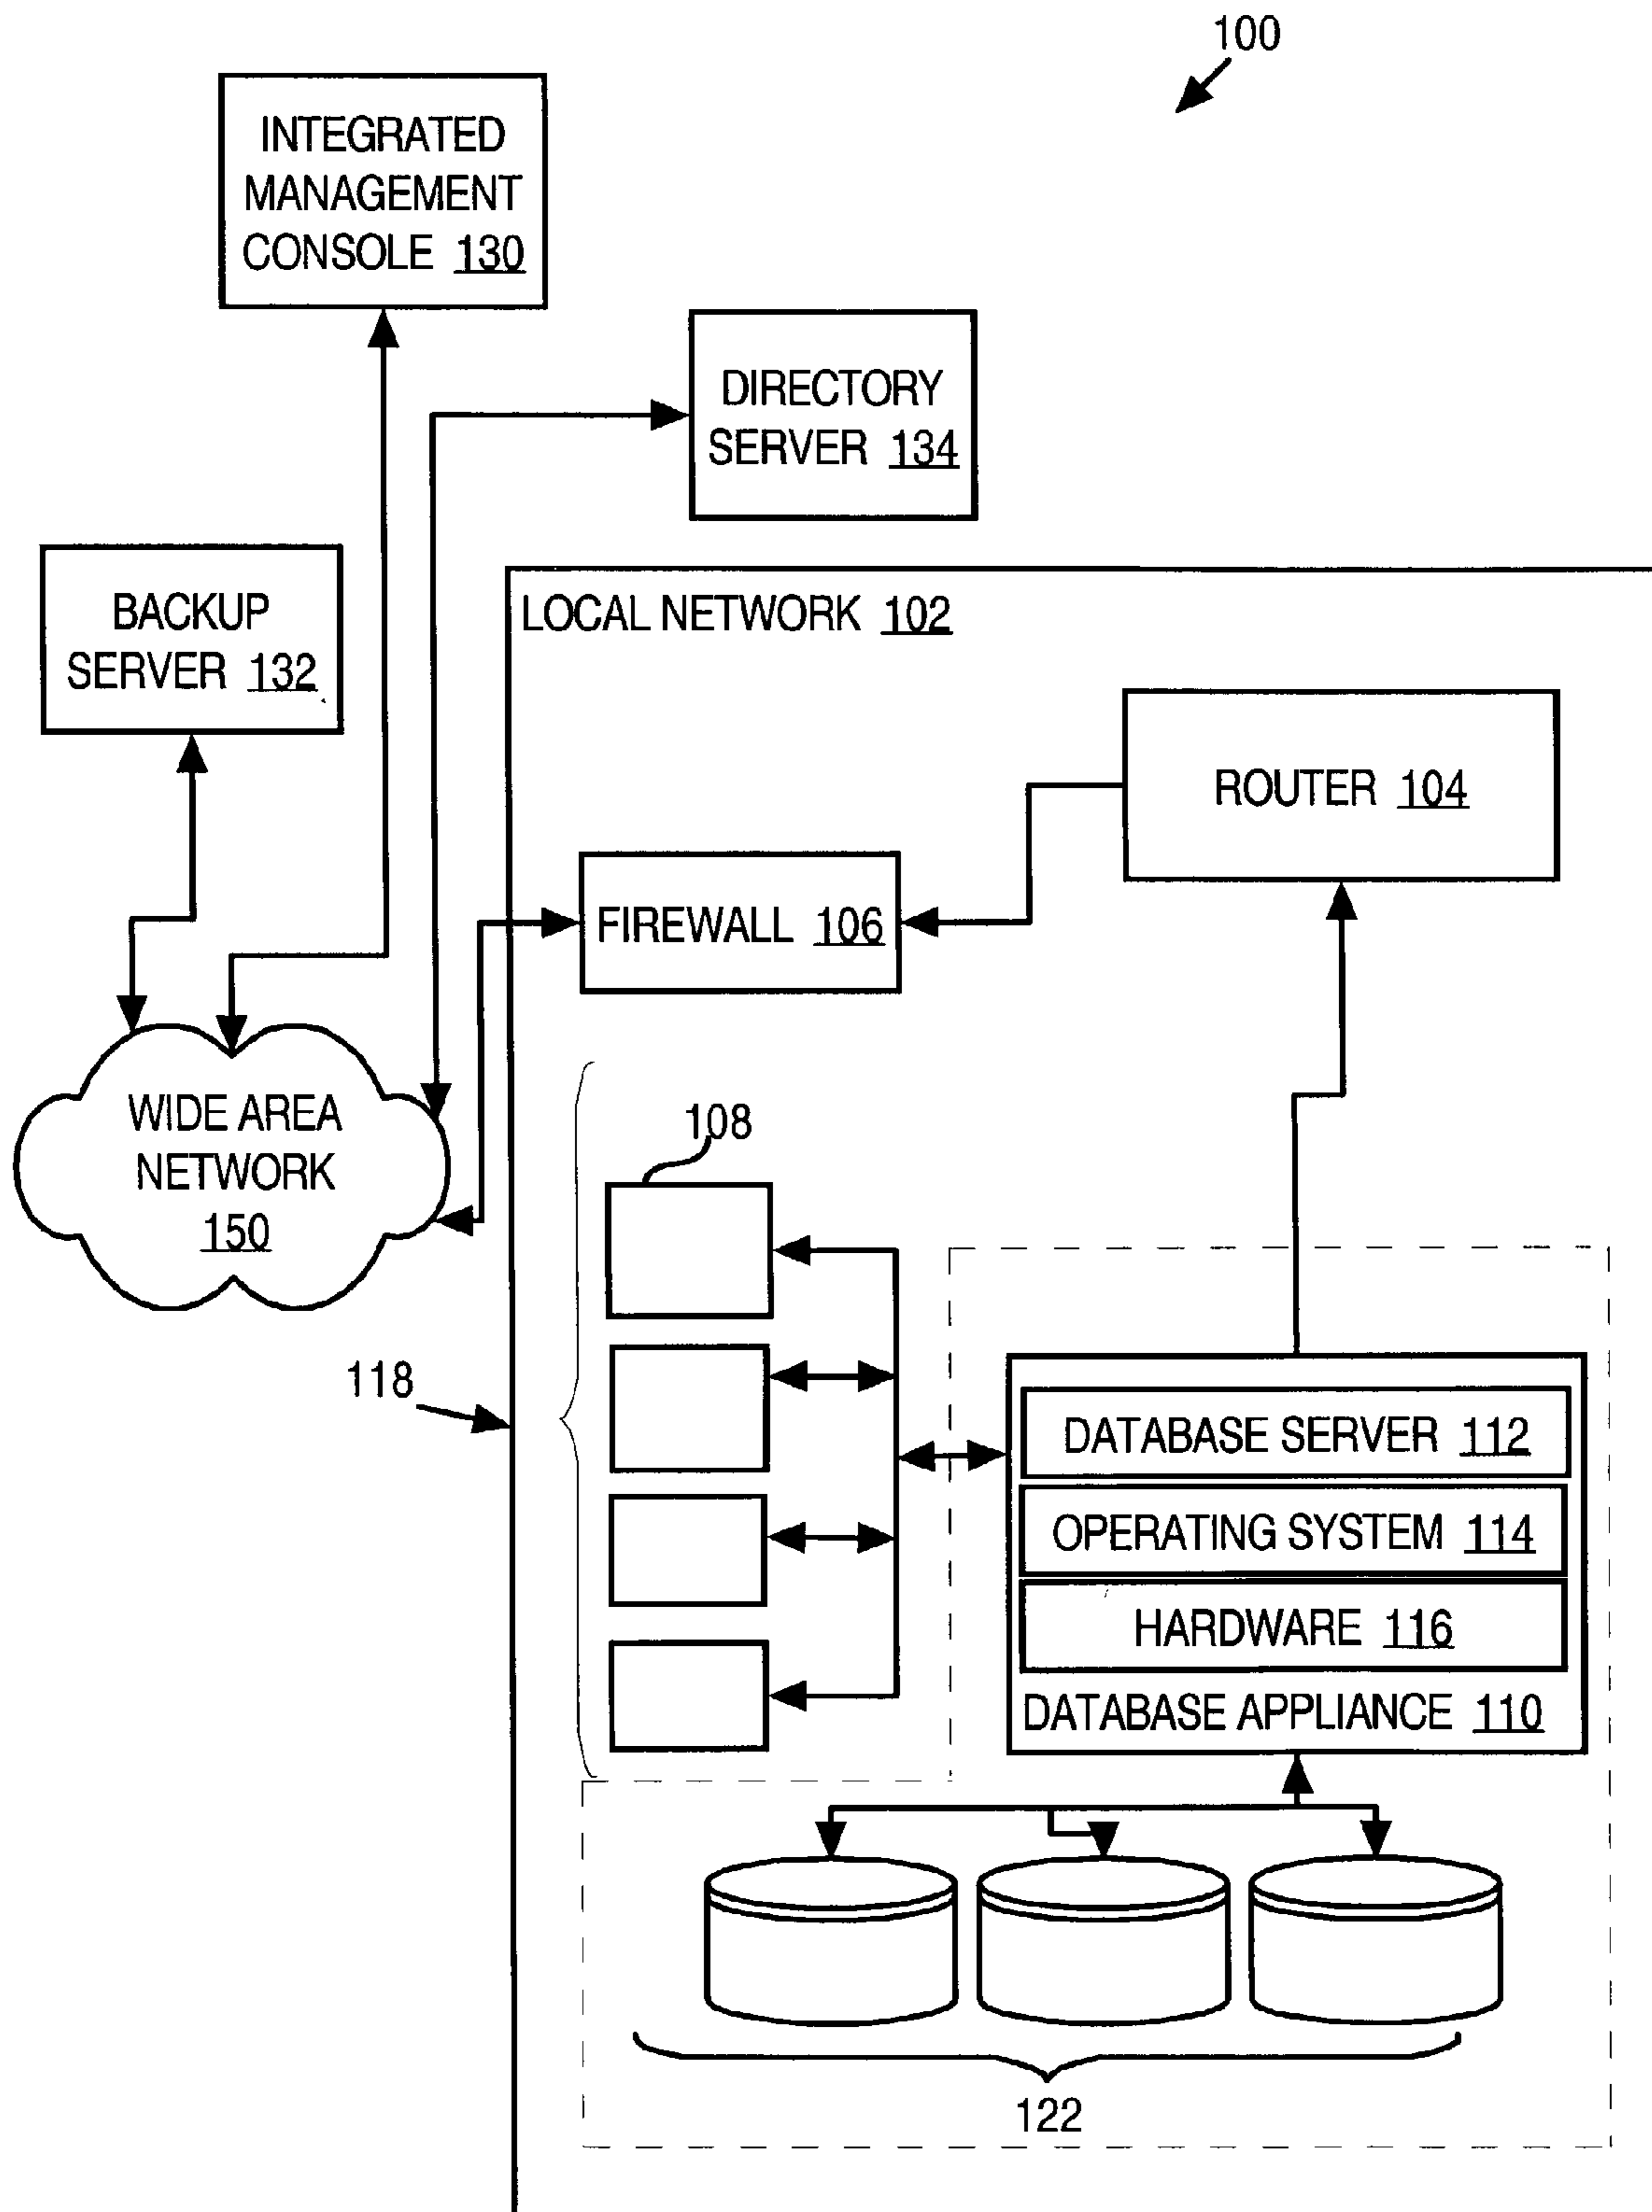 100
INTEGRATED
MANAGEMENT
CONSOLE 130
DIRECTORY
SERVER 134
BACKUP
SERVER 132
LOCAL NETWORK 102
ROUTER 104
FIREWALL 106
WIDE AREA
NETWORK
150
108
118
DATABASE SERVER 112
OPERATING SYSTEM 114
HARDWARE 116
DATABASE APPLIANCE 110
122